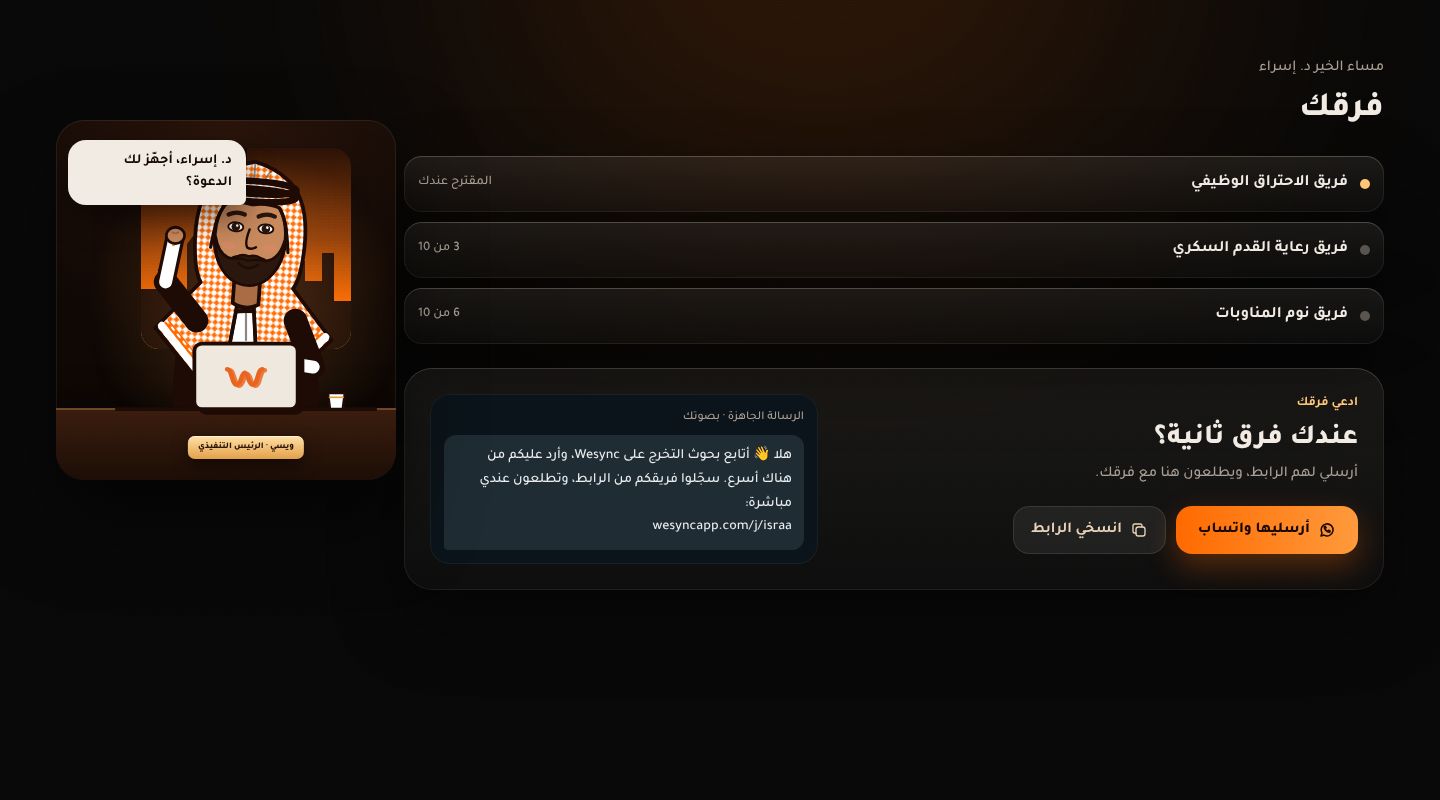 مساء الخير د. إسراء
فرقك
فريق الاحتراق الوظيفي
المقترح عندك
فريق رعاية القدم السكري
3 من 10
فريق نوم المناوبات
6 من 10
ادعي فرقك
عندك فرق ثانية؟
أرسلي لهم الرابط، ويطلعون هنا مع فرقك.
أرسليها واتساب
انسخي الرابط
الرسالة الجاهزة · بصوتك
هلا 👋 أتابع بحوث التخرج على Wesync، وأرد عليكم من
هناك أسرع. سجّلوا فريقكم من الرابط، وتطلعون عندي
مباشرة:
wesyncapp.com/j/israa
د. إسراء، أجهّز لك
الدعوة؟
ويسي · الرئيس التنفيذي